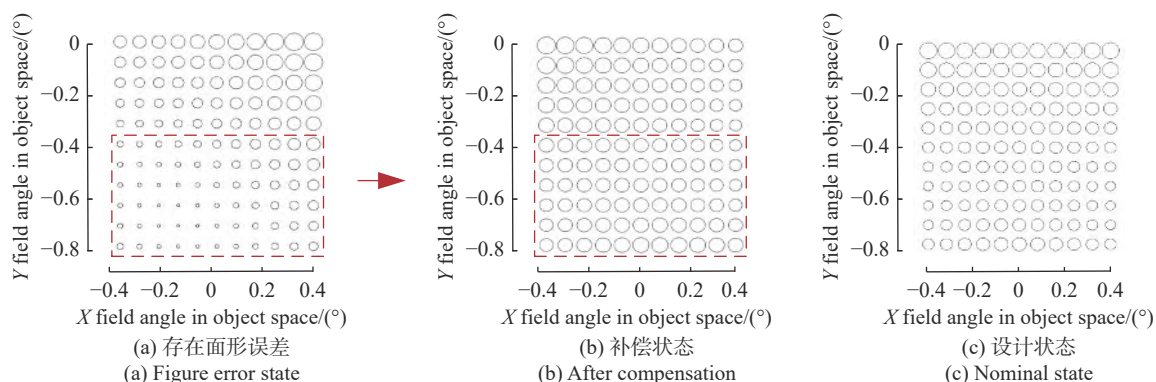 Y field angle in object space/(°)
0
−0.2
−0.4
−0.6
−0.8
−0.4 −0.2 0 0.2 0.4
X field angle in object space/(°)
(a) 存在面形误差
(a) Figure error state
Y field angle in object space/(°)
0
−0.2
−0.4
−0.6
−0.8
−0.4 −0.2 0 0.2 0.4
X field angle in object space/(°)
(b) 补偿状态
(b) After compensation
Y field angle in object space/(°)
0
−0.2
−0.4
−0.6
−0.8
−0.4 −0.2 0 0.2 0.4
X field angle in object space/(°)
(c) 设计状态
(c) Nominal state